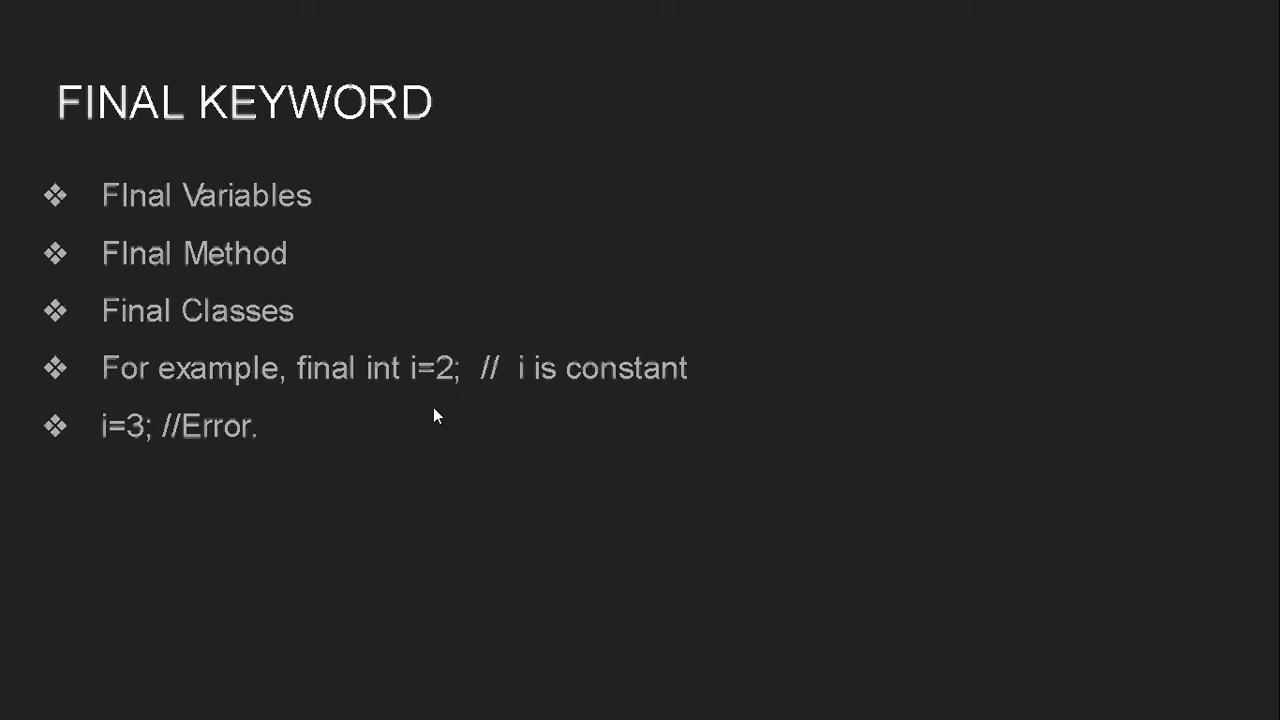 FINAL KEYWORD
❖ FInal Variables
❖ FInal Method
❖ Final Classes
❖ For example, final int i=2; // i is constant
❖ i=3; //Error.